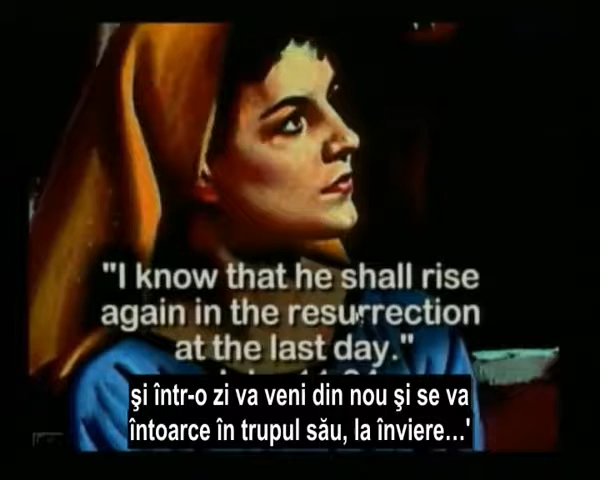 "I know that he shall rise
again in the resurrection
at the last day."
şi într-o zi va veni din nou şi se va
întoarce în trupul său, la înviere...'